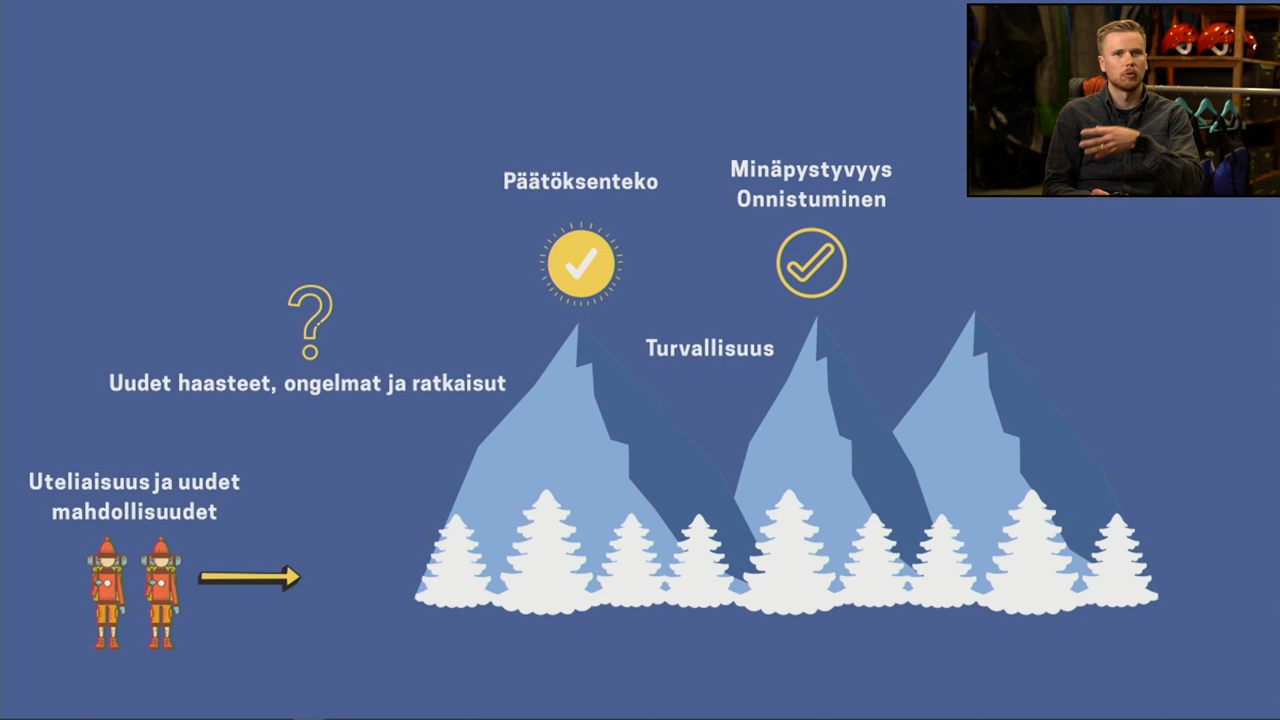 Päätöksenteko
Minäpystyvyys
Onnistuminen
Turvallisuus
Uudet haasteet, ongelmat ja ratkaisut
Uteliaisuus ja uudet
mahdollisuudet